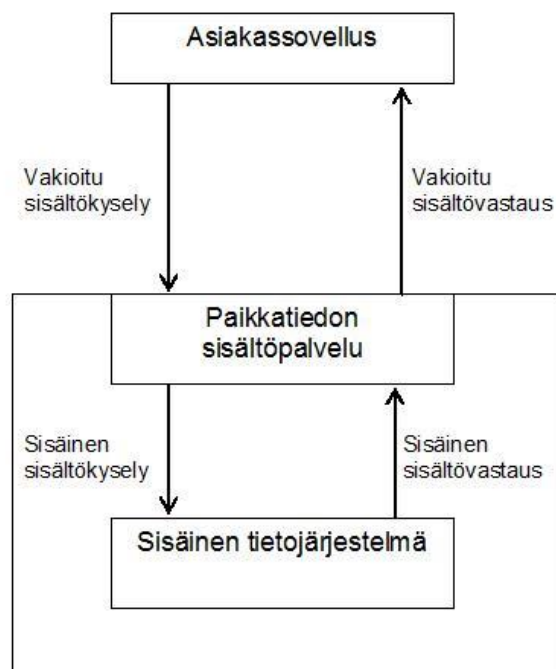 Asiakassovellus
Vakioitu
sisältökysely
Vakioitu
sisältövastaus
Paikkatiedon
sisältöpalvelu
Sisäinen
sisältökysely
Sisäinen
sisältövastaus
Sisäinen tietojärjestelmä